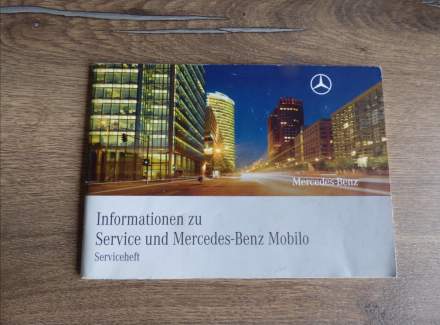 Mercedes-Benz
Informationen zu
Service und Mercedes-Benz Mobilo
Serviceheft